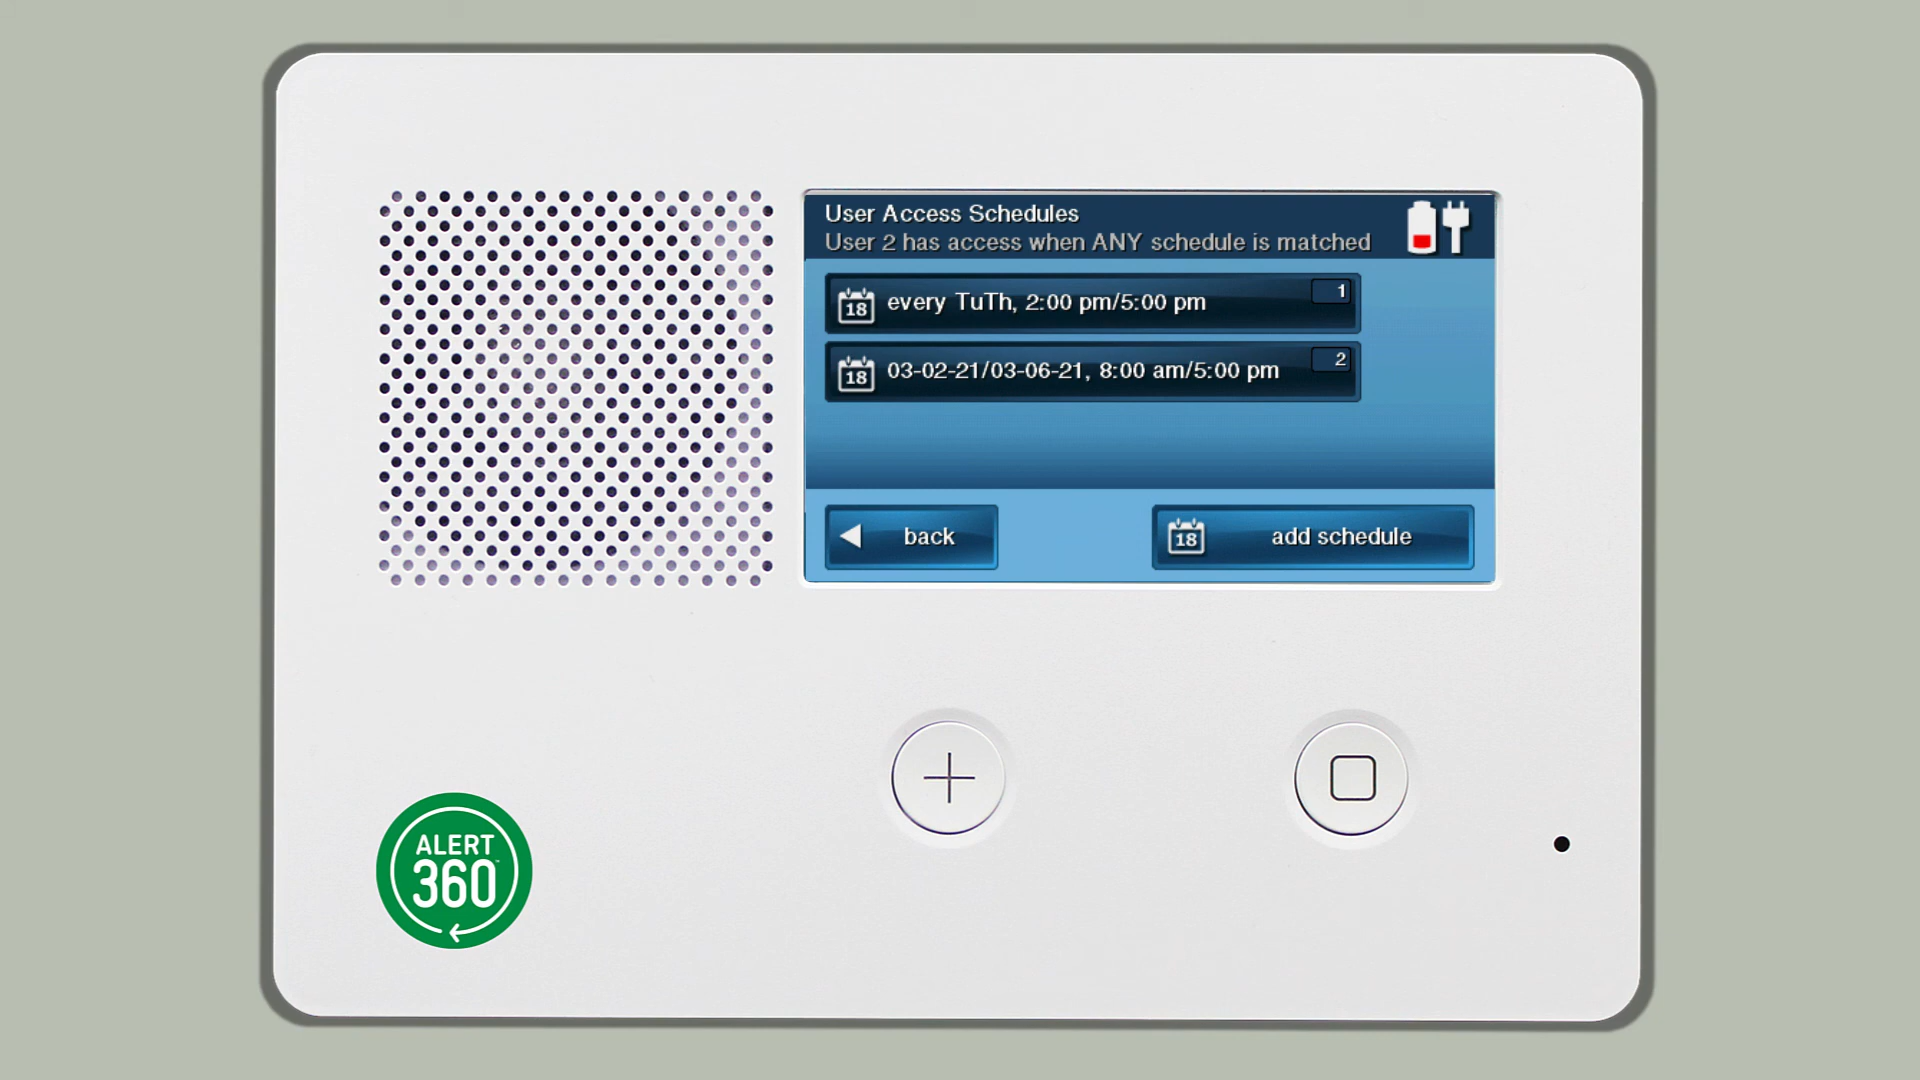 User Access Schedules
User 2 has access when ANY schedule is matched
18 every TuTh, 2:00 pm/5:00 pm 1
18 03-02-21/03-06-21, 8:00 am/5:00 pm 2
back
18 add schedule
ALERT
360™